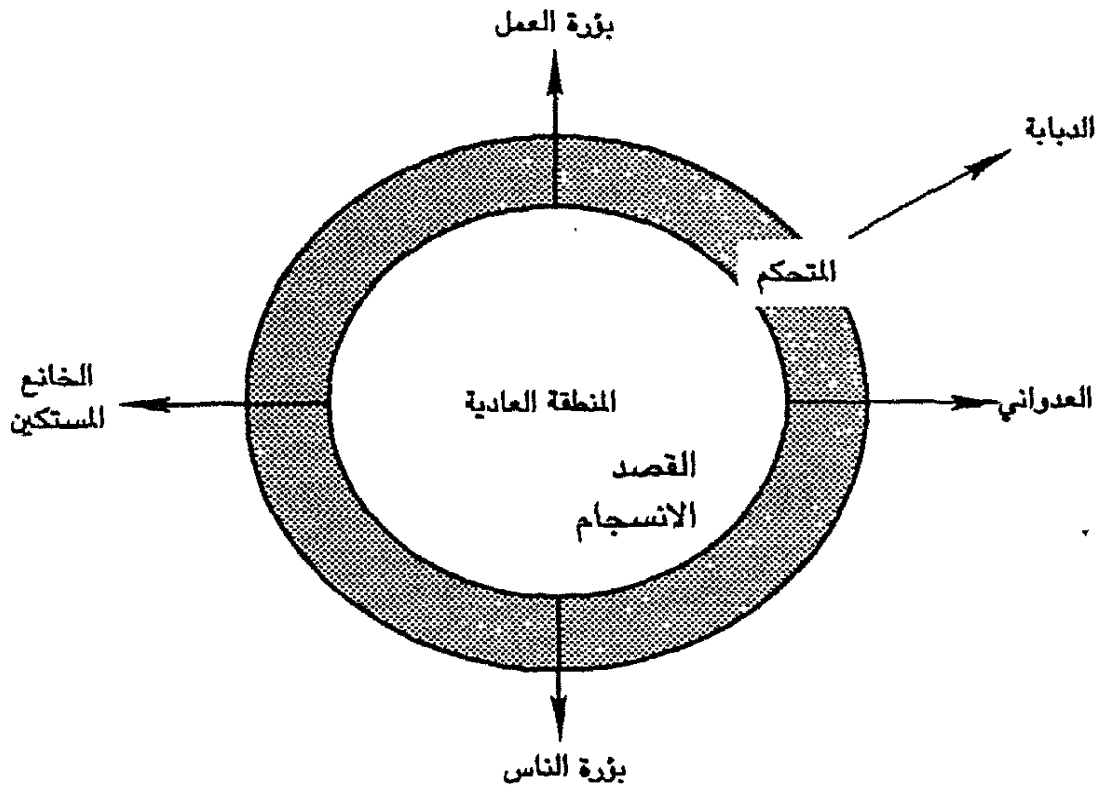 بؤرة العمل
الدبابة
المتحكم
الخانع
المستكين
المنطقة العادية
العدواني
القصد
الانسجام
بؤرة الناس